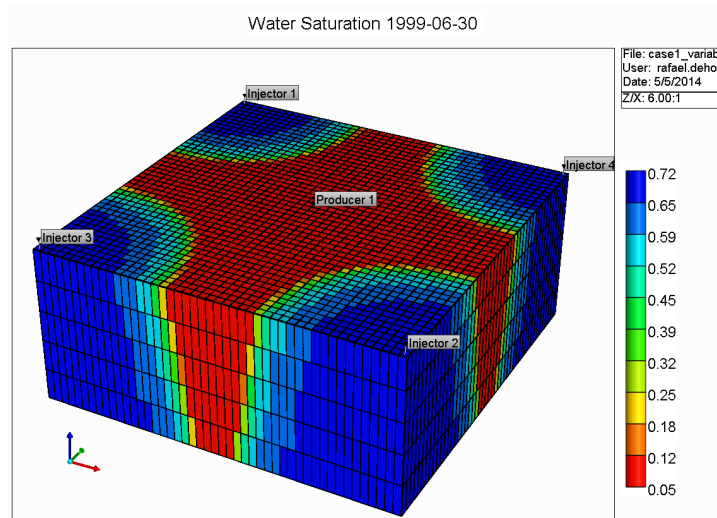 Water Saturation 1999-06-30
File: case1_variab
User: rafael.deho
Date: 5/5/2014
Z/X: 6.00:1
Injector 1
Injector 4
Producer 1
Injector 3
Injector 2
0.72
0.65
0.59
0.52
0.45
0.39
0.32
0.25
0.18
0.12
0.05